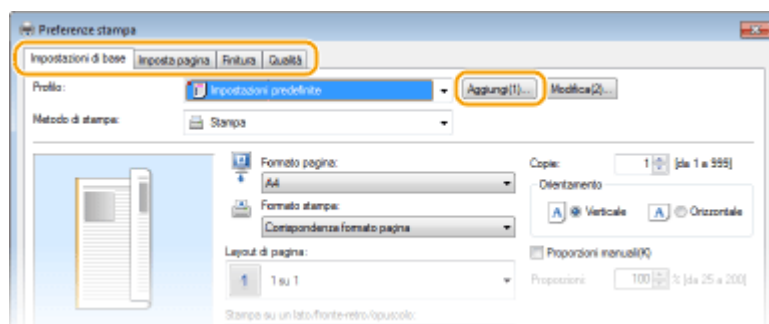 Preferenze stampa
Impostazioni di base Imposta pagina Finitura Qualità
Profilo: Impostazioni predefinite Aggiungi(1)... Modifica(2)...
Metodo di stampa: Stampa
Formato pagina: Copie: 1 [da 1 a 999]
A4 Orientamento
Formato stampa: A Verticale A Orizzontale
Corrispondenza formato pagina
Layout di pagina: Proporzioni manuali(K)
1 1 su 1 Proporzioni: 100 % [da 25 a 200]
Stampa su un lato/fronte-retro/opuscolo: